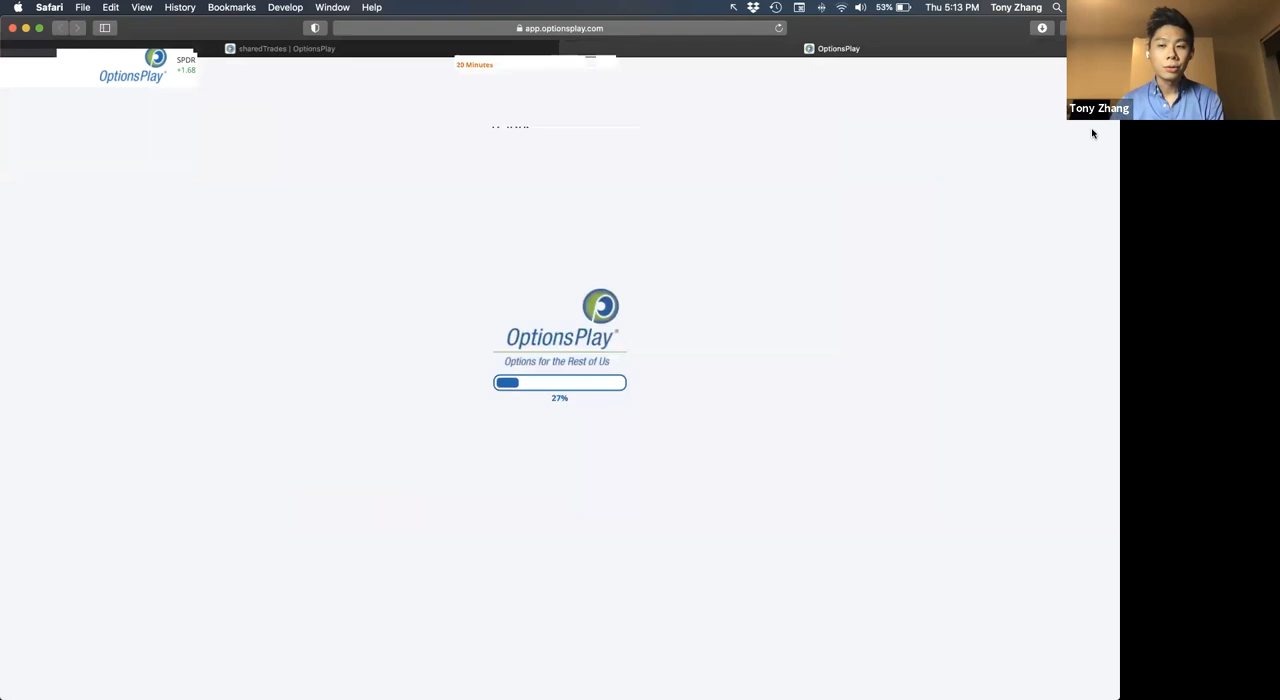 Safari File Edit View History Bookmarks Develop Window Help 53% Thu 5:13 PM Tony Zhang
app.optionsplay.com
sharedTrades | OptionsPlay OptionsPlay
OptionsPlay®
SPDR
+1.68
20 Minutes
Tony Zhang
OptionsPlay®
Options for the Rest of Us
27%